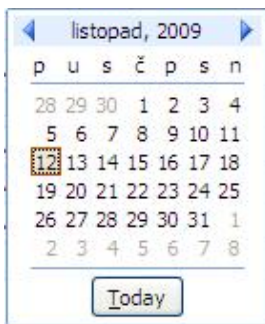 listopad, 2009
p u s č p s n
28 29 30 1 2 3 4
5 6 7 8 9 10 11
12 13 14 15 16 17 18
19 20 21 22 23 24 25
26 27 28 29 30 31 1
2 3 4 5 6 7 8
Today